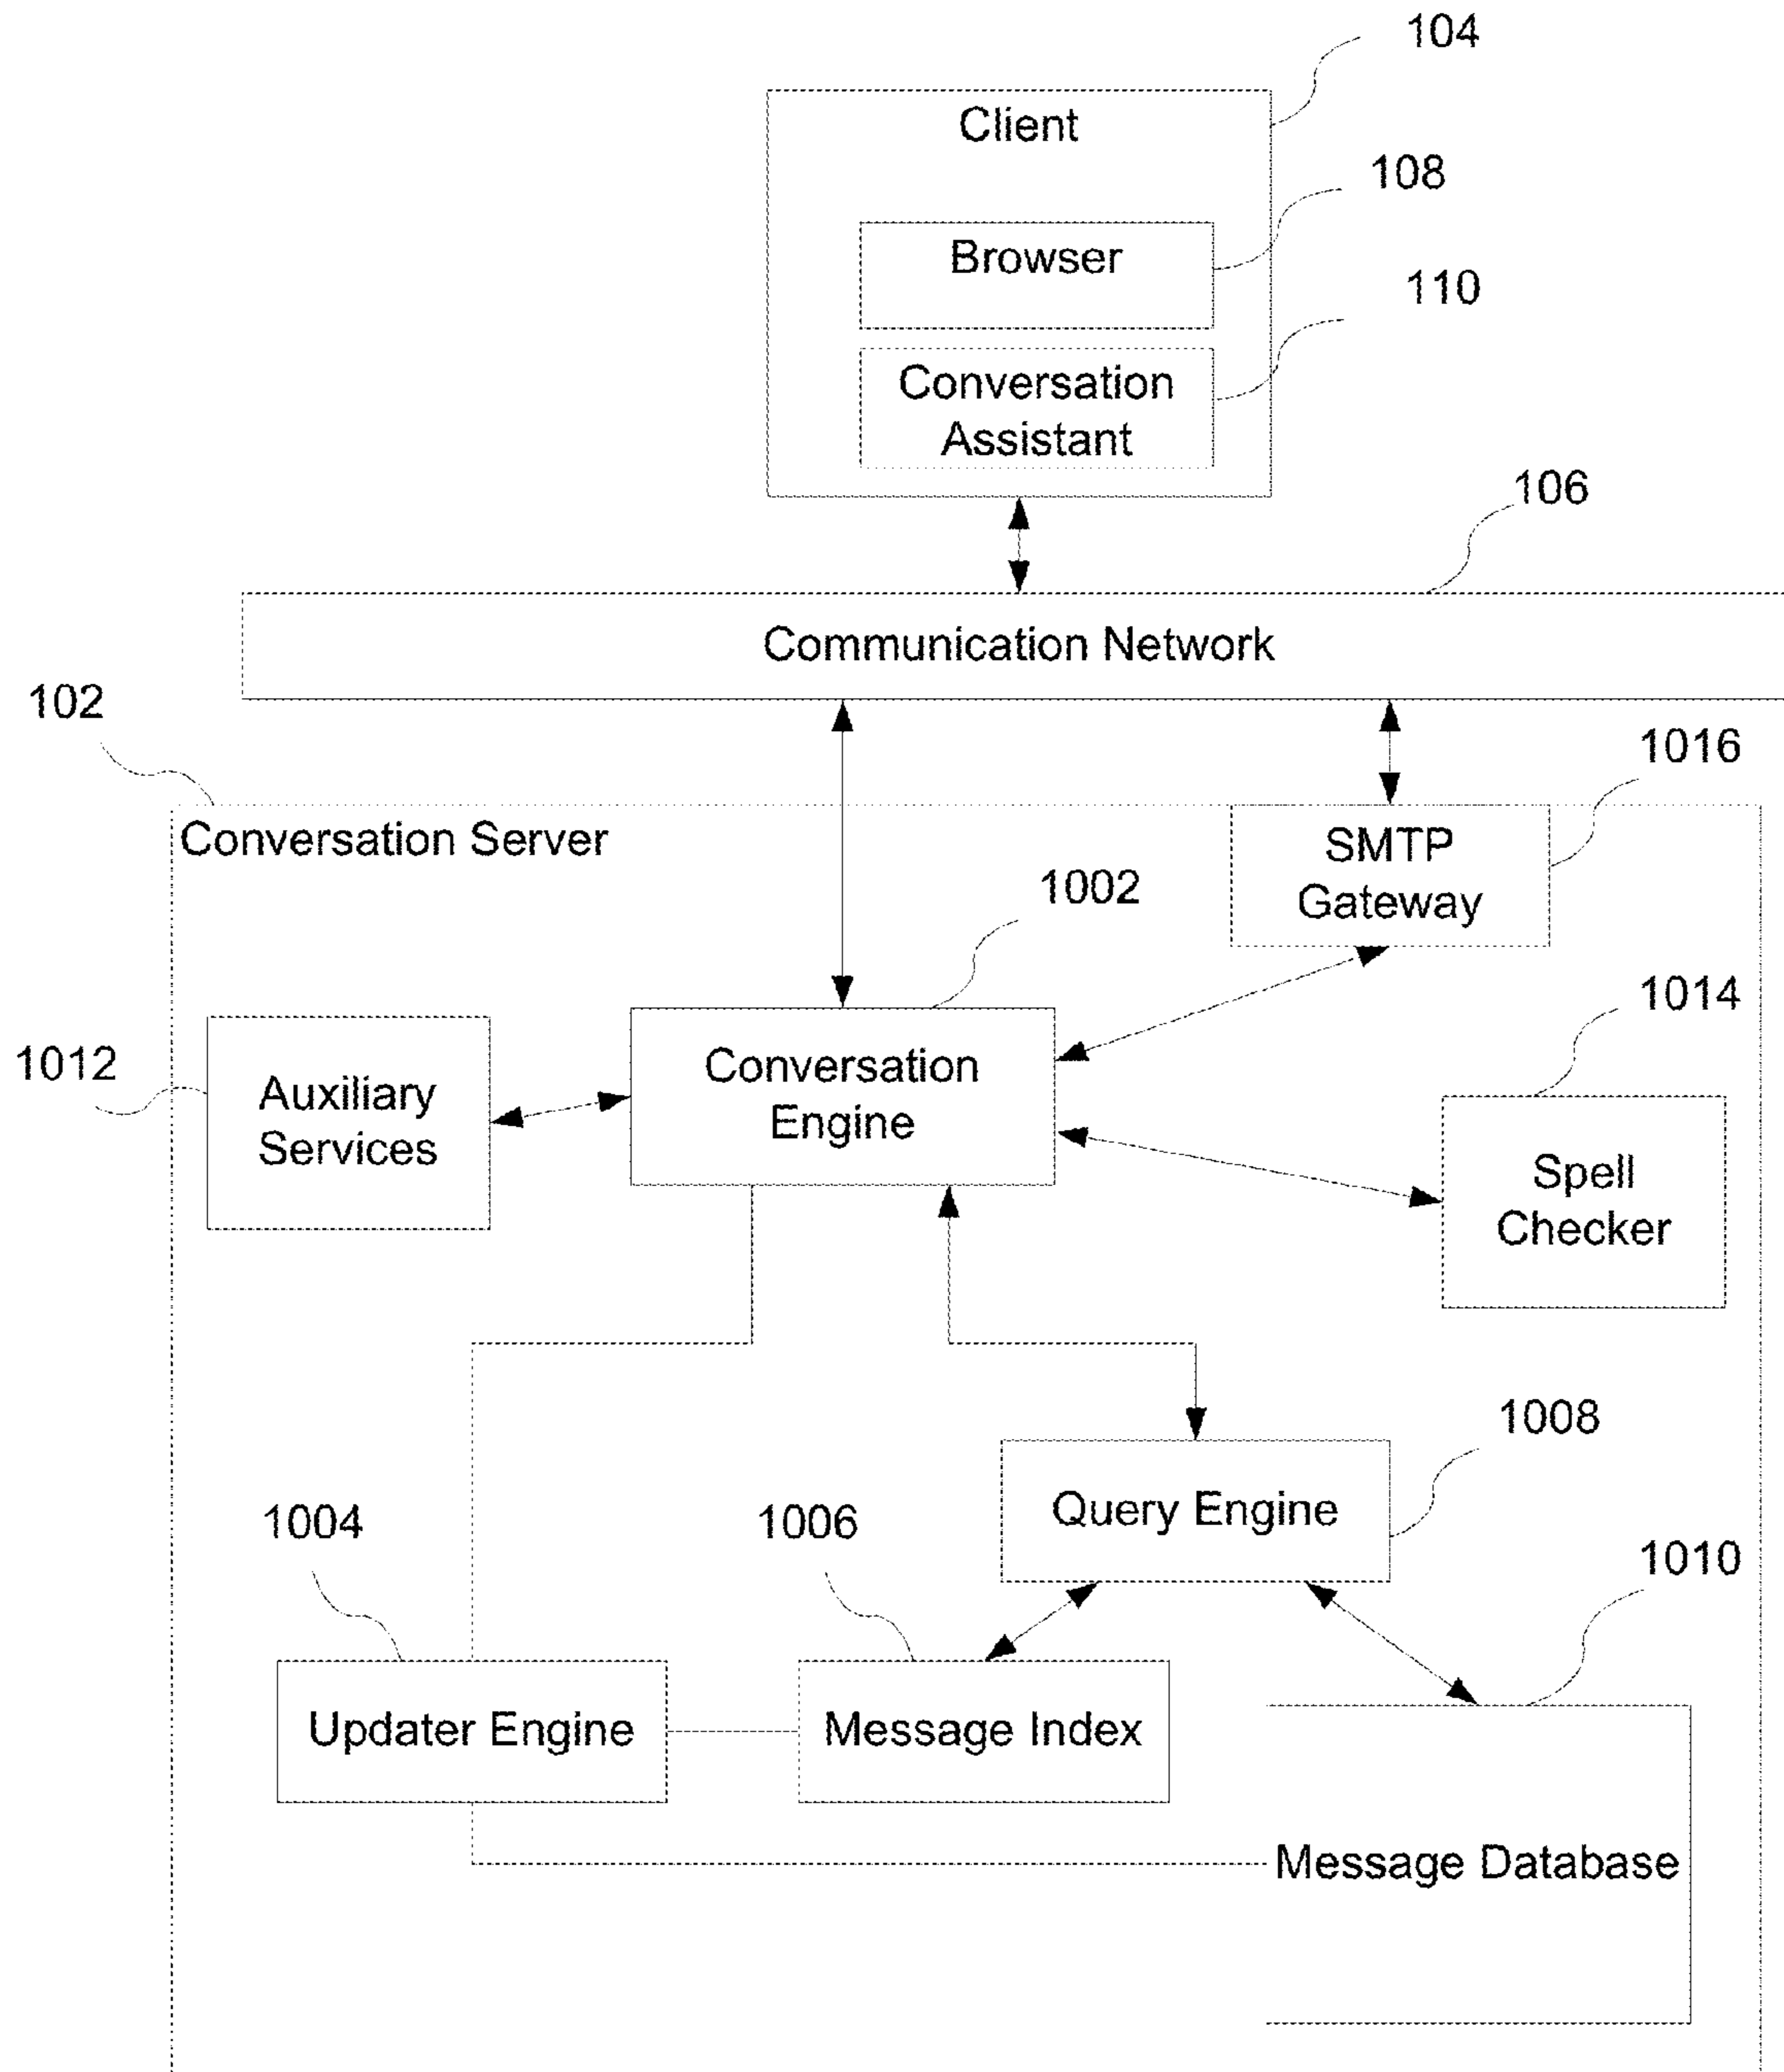 104
Client
108
Browser
110
Conversation
Assistant
106
Communication Network
102
1016
Conversation Server
SMTP
Gateway
1002
1014
1012
Auxiliary
Services
Conversation
Engine
Spell
Checker
1008
Query Engine
1004
1006
1010
Updater Engine
Message Index
Message Database